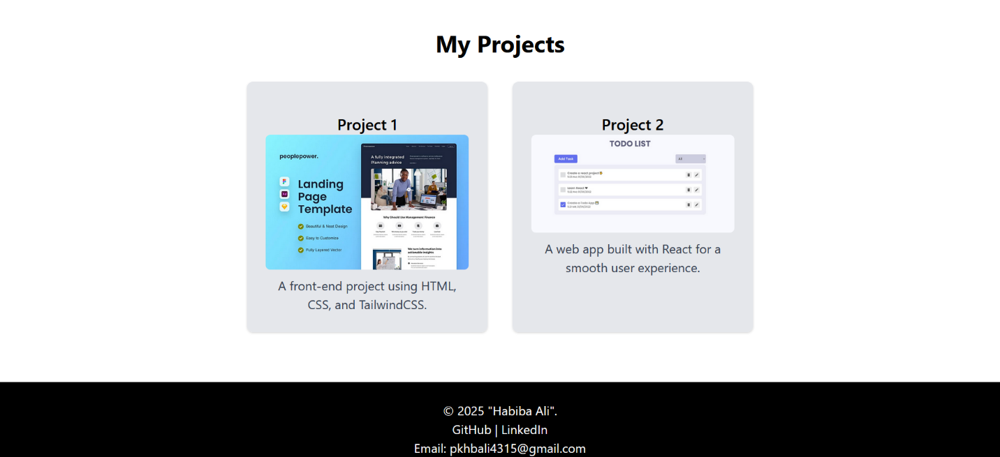 My Projects
Project 1
peoplepower.
Landing
Page
Template
Beautiful & Neat Design
Easy to Customize
Fully Layered Vector
A fully integrated
Planning advice
Why Should Use Management Finance
We turn information into
actionable insights
A front-end project using HTML,
CSS, and TailwindCSS.
Project 2
TODO LIST
Add Task
All
Create a react project
Learn React
Create a todo app
A web app built with React for a
smooth user experience.
© 2025 "Habiba Ali".
GitHub | LinkedIn
Email: pkhbali4315@gmail.com